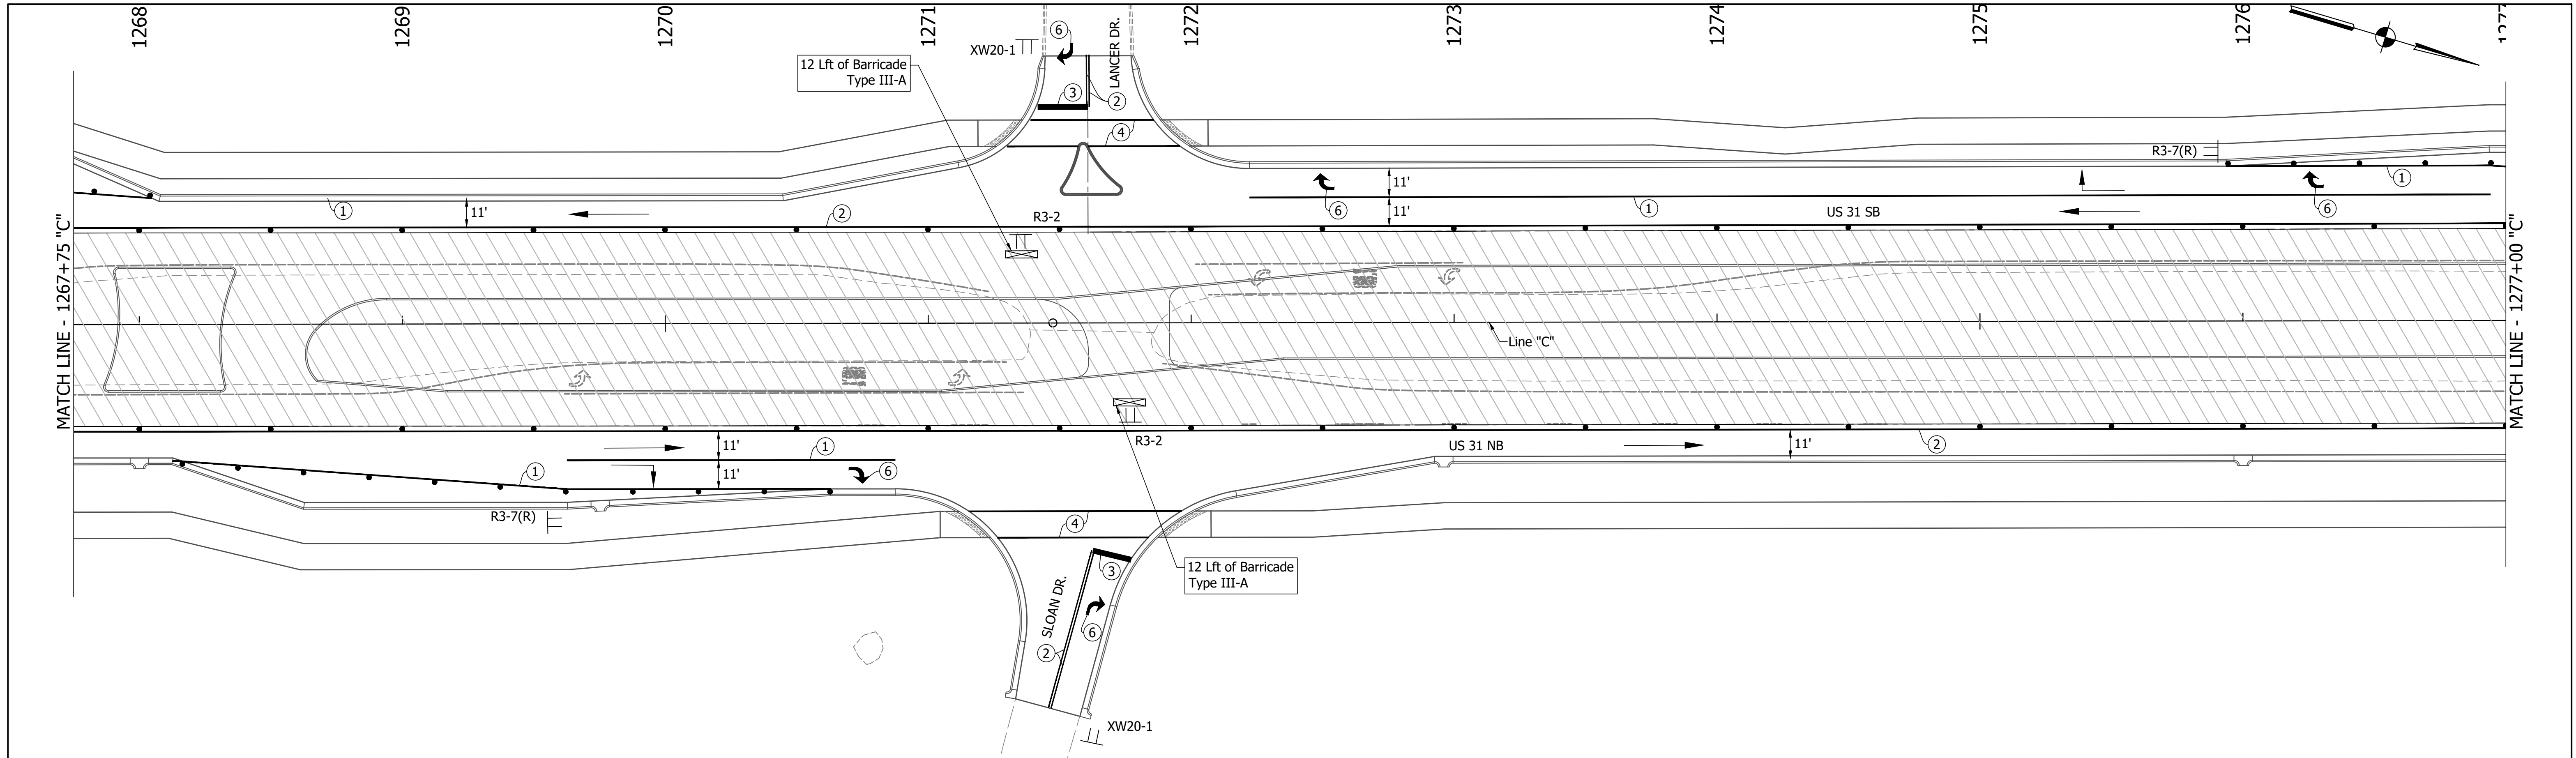 1268
1269
1270
1271
1272
1273
1274
1275
1276
1277
XW20-1
6
LANCER DR.
12 Lft of Barricade
Type III-A
3
2
4
R3-7(R)
1
11'
6
11'
1
US 31 SB
6
1
11'
2
R3-2
MATCH LINE - 1267+75 "C"
MATCH LINE - 1277+00 "C"
Line "C"
R3-2
11'
1
US 31 NB
11'
2
1
11'
6
R3-7(R)
4
12 Lft of Barricade
Type III-A
3
SLOAN DR.
6
2
XW20-1